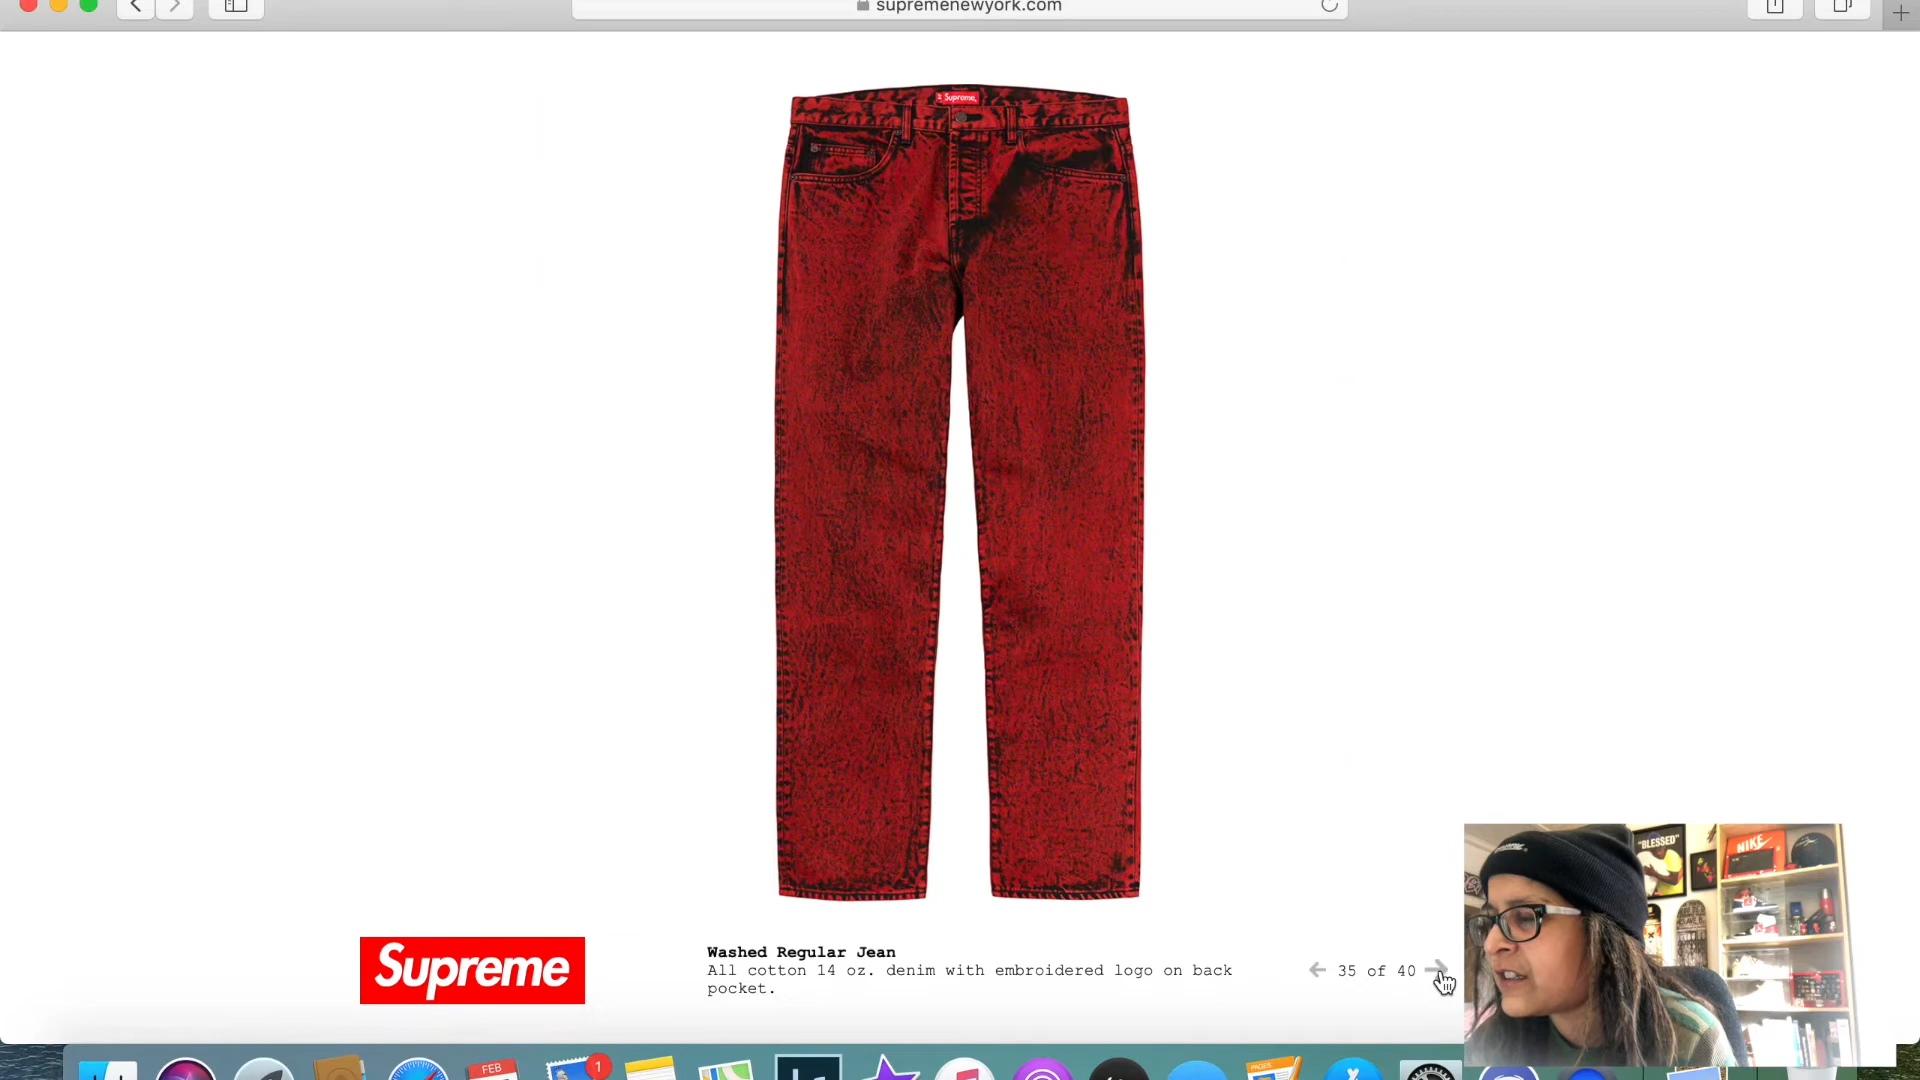 supremenewyork.com
Supreme
Supreme
Washed Regular Jean
All cotton 14 oz. denim with embroidered logo on back
pocket.
35 of 40
"BLESSED"
NIKE
FEB
1
PAGES